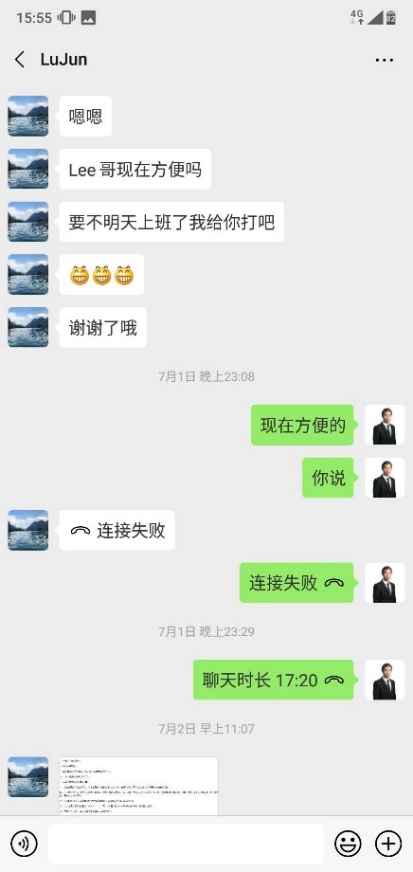 15:55
4G
82
LuJun
嗯嗯
Lee 哥现在方便吗
要不明天上班了我给你打吧
谢谢了哦
7月1日 晚上23:08
现在方便的
你说
连接失败
连接失败
7月1日 晚上23:29
聊天时长 17:20
7月2日 早上11:07